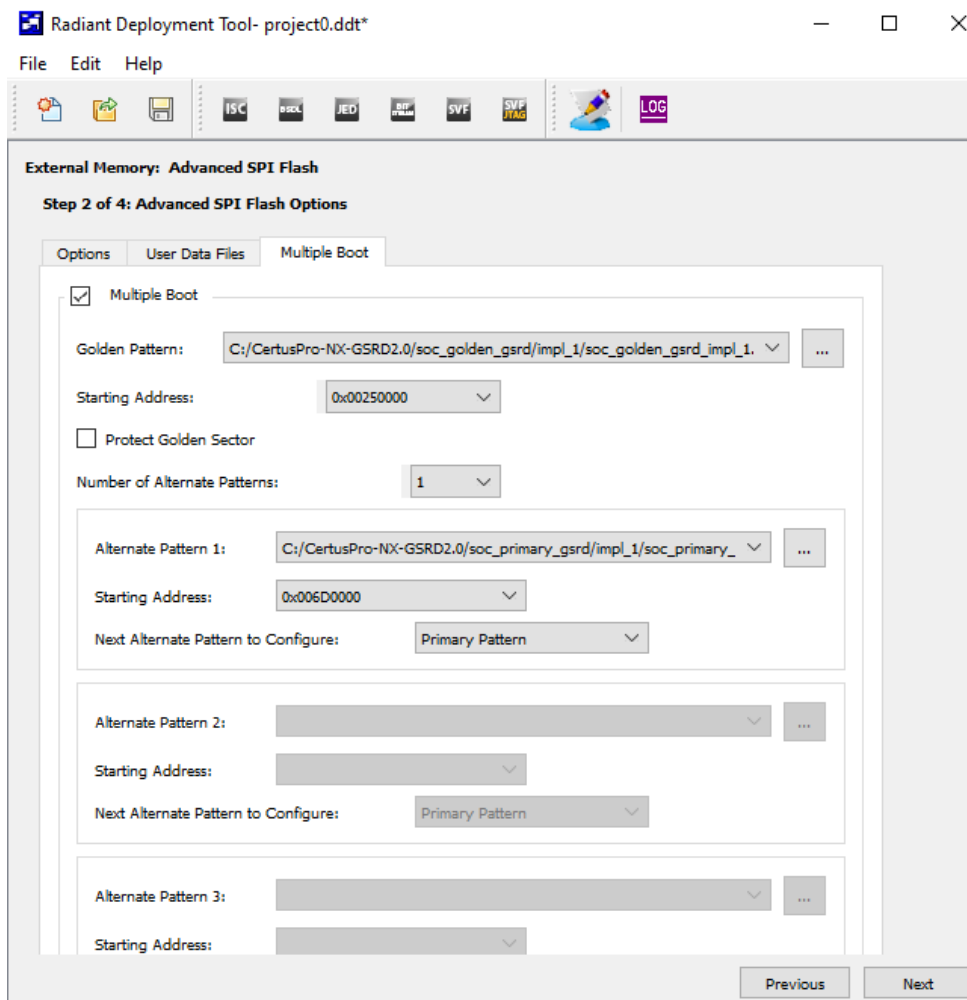 Radiant Deployment Tool- project0.ddt*
File Edit Help
ISC BSDL JED BIT STREAM SVF SVF JTAG LOG
External Memory: Advanced SPI Flash
Step 2 of 4: Advanced SPI Flash Options
Options User Data Files Multiple Boot
Multiple Boot
Golden Pattern: C:/CertusPro-NX-GSRD2.0/soc_golden_gsrd/impl_1/soc_golden_gsrd_impl_1. ...
Starting Address: 0x00250000
Protect Golden Sector
Number of Alternate Patterns: 1
Alternate Pattern 1: C:/CertusPro-NX-GSRD2.0/soc_primary_gsrd/impl_1/soc_primary_ ...
Starting Address: 0x006D0000
Next Alternate Pattern to Configure: Primary Pattern
Alternate Pattern 2: ...
Starting Address:
Next Alternate Pattern to Configure: Primary Pattern
Alternate Pattern 3: ...
Starting Address:
Previous Next